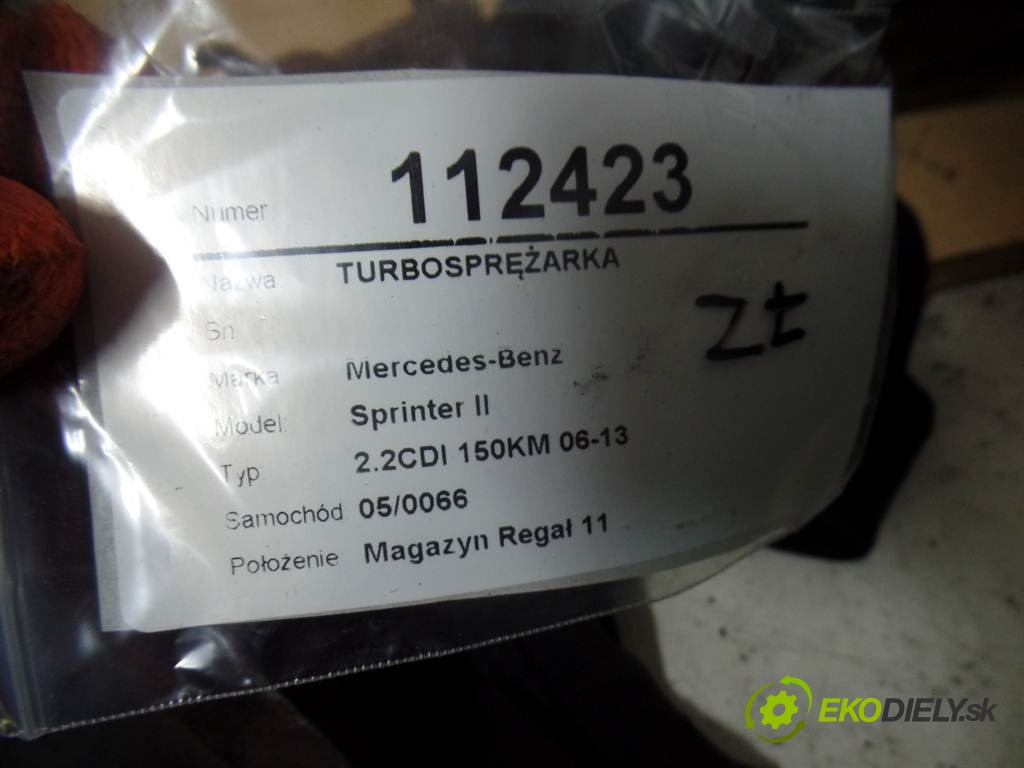 Numer 112423
Nazwa TURBOSPRĘŻARKA
Sn
Marka Mercedes-Benz
Model: Sprinter II
Typ 2.2CDI 150KM 06-13
Samochód 05/0066
Położenie Magazyn Regał 11
Zł
EKODIELY.sk